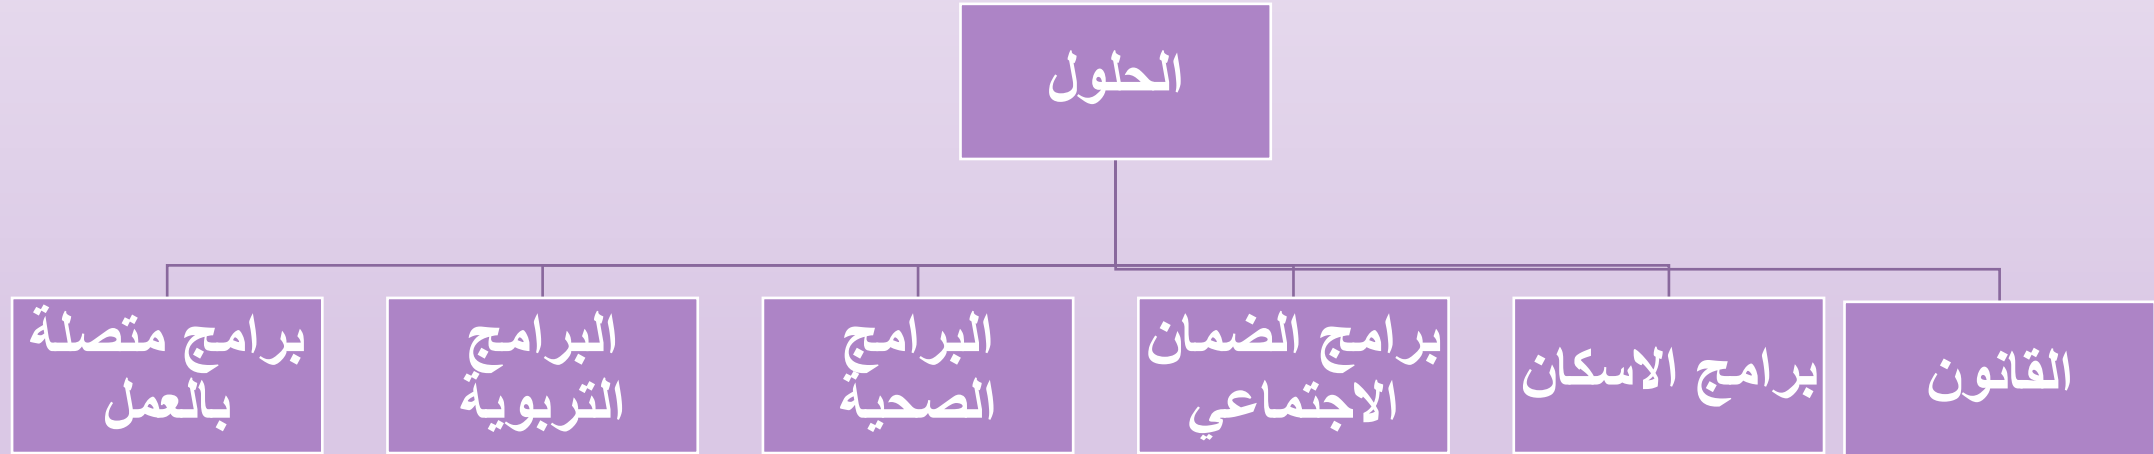 الحلول
القانون
برامج الاسكان
برامج الضمان
الاجتماعي
البرامج
الصحية
البرامج
التربوية
برامج متصلة
بالعمل